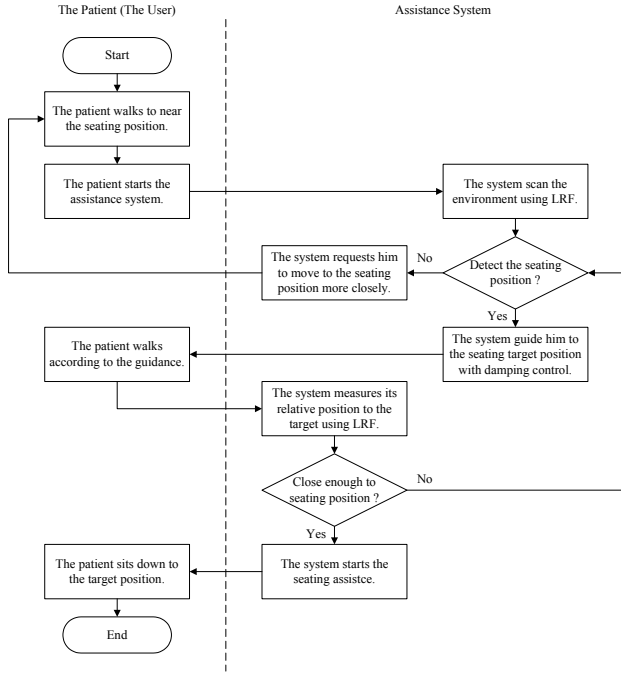 The Patient (The User)
Assistance System
Start
The patient walks to near
the seating position.
The patient starts the
assistance system.
The system scan the
environment using LRF.
Detect the seating
position ?
No
The system requests him
to move to the seating
position more closely.
Yes
The system guide him to
the seating target position
with damping control.
The patient walks
according to the guidance.
The system measures its
relative position to the
target using LRF.
Close enough to
seating position ?
No
Yes
The system starts the
seating assistce.
The patient sits down to
the target position.
End